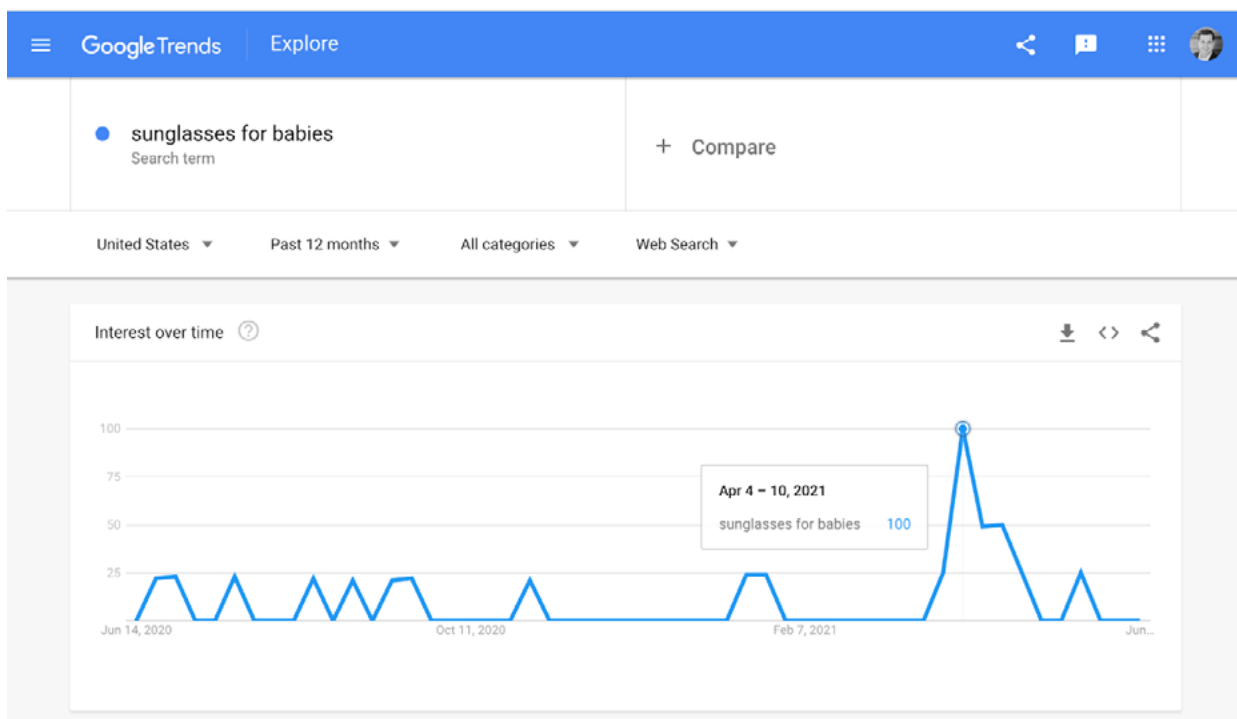 GoogleTrends Explore
sunglasses for babies
Search term
+ Compare
United States Past 12 months All categories Web Search
Interest over time ?
100
75
50
25
Apr 4 – 10, 2021
sunglasses for babies 100
Jun 14, 2020 Oct 11, 2020 Feb 7, 2021 Jun...